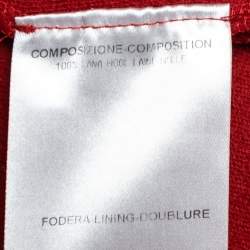 COMPOSIZIONE-COMPOSITION
100% LANA WOOL LAINE WOLLE
FODERA-LINING-DOUBLURE